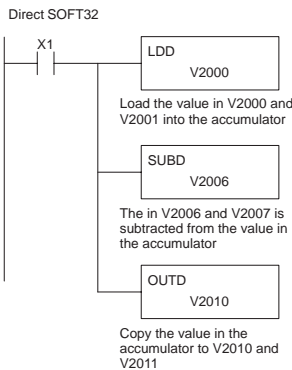 Direct SOFT32
X1
LDD
V2000
Load the value in V2000 and
V2001 into the accumulator
SUBD
V2006
The in V2006 and V2007 is
subtracted from the value in
the accumulator
OUTD
V2010
Copy the value in the
accumulator to V2010 and
V2011